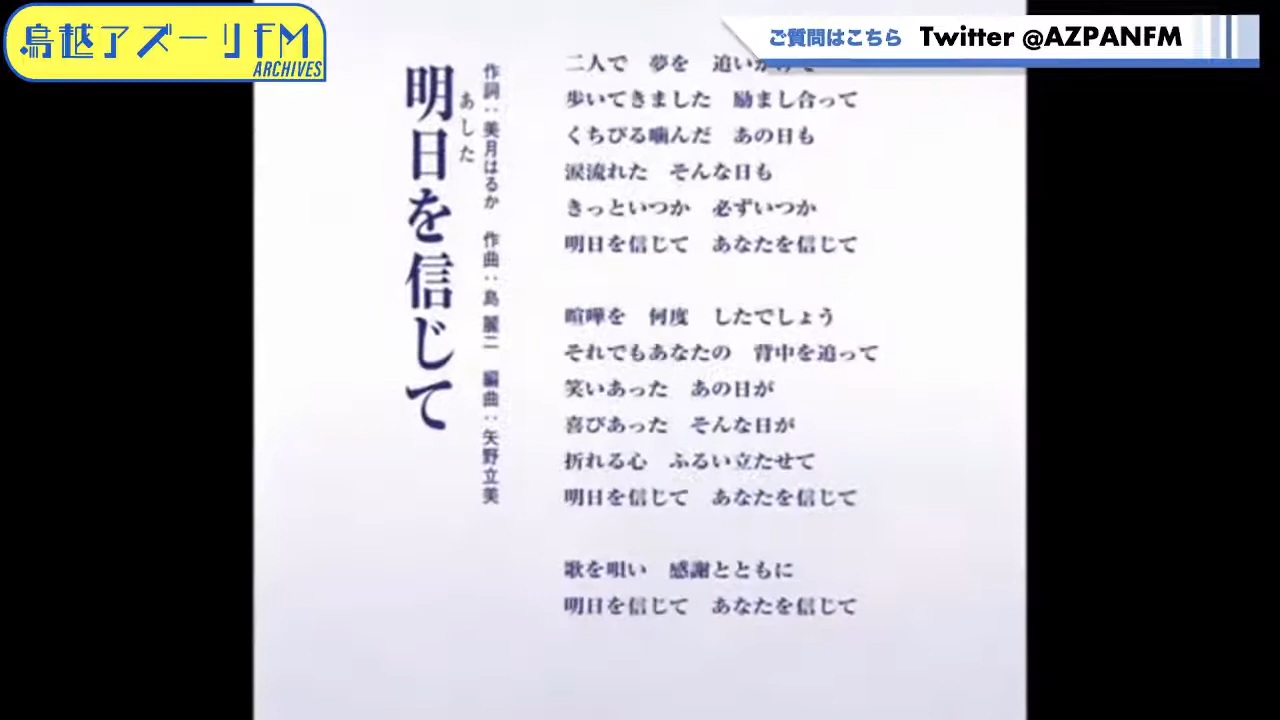 鳥越アズーリFM
ARCHIVES
ご質問はこちら Twitter @AZPANFM
明日を信じて
あした
作詞:美月はるか 作曲:島 麗二 編曲:矢野立美
二人で 夢を 追いかけて
歩いてきました 励まし合って
くちびる噛んだ あの日も
涙流れた そんな日も
きっといつか 必ずいつか
明日を信じて あなたを信じて
喧嘩を 何度 したでしょう
それでもあなたの 背中を追って
笑いあった あの日が
喜びあった そんな日が
折れる心 ふるい立たせて
明日を信じて あなたを信じて
歌を唄い 感謝とともに
明日を信じて あなたを信じて